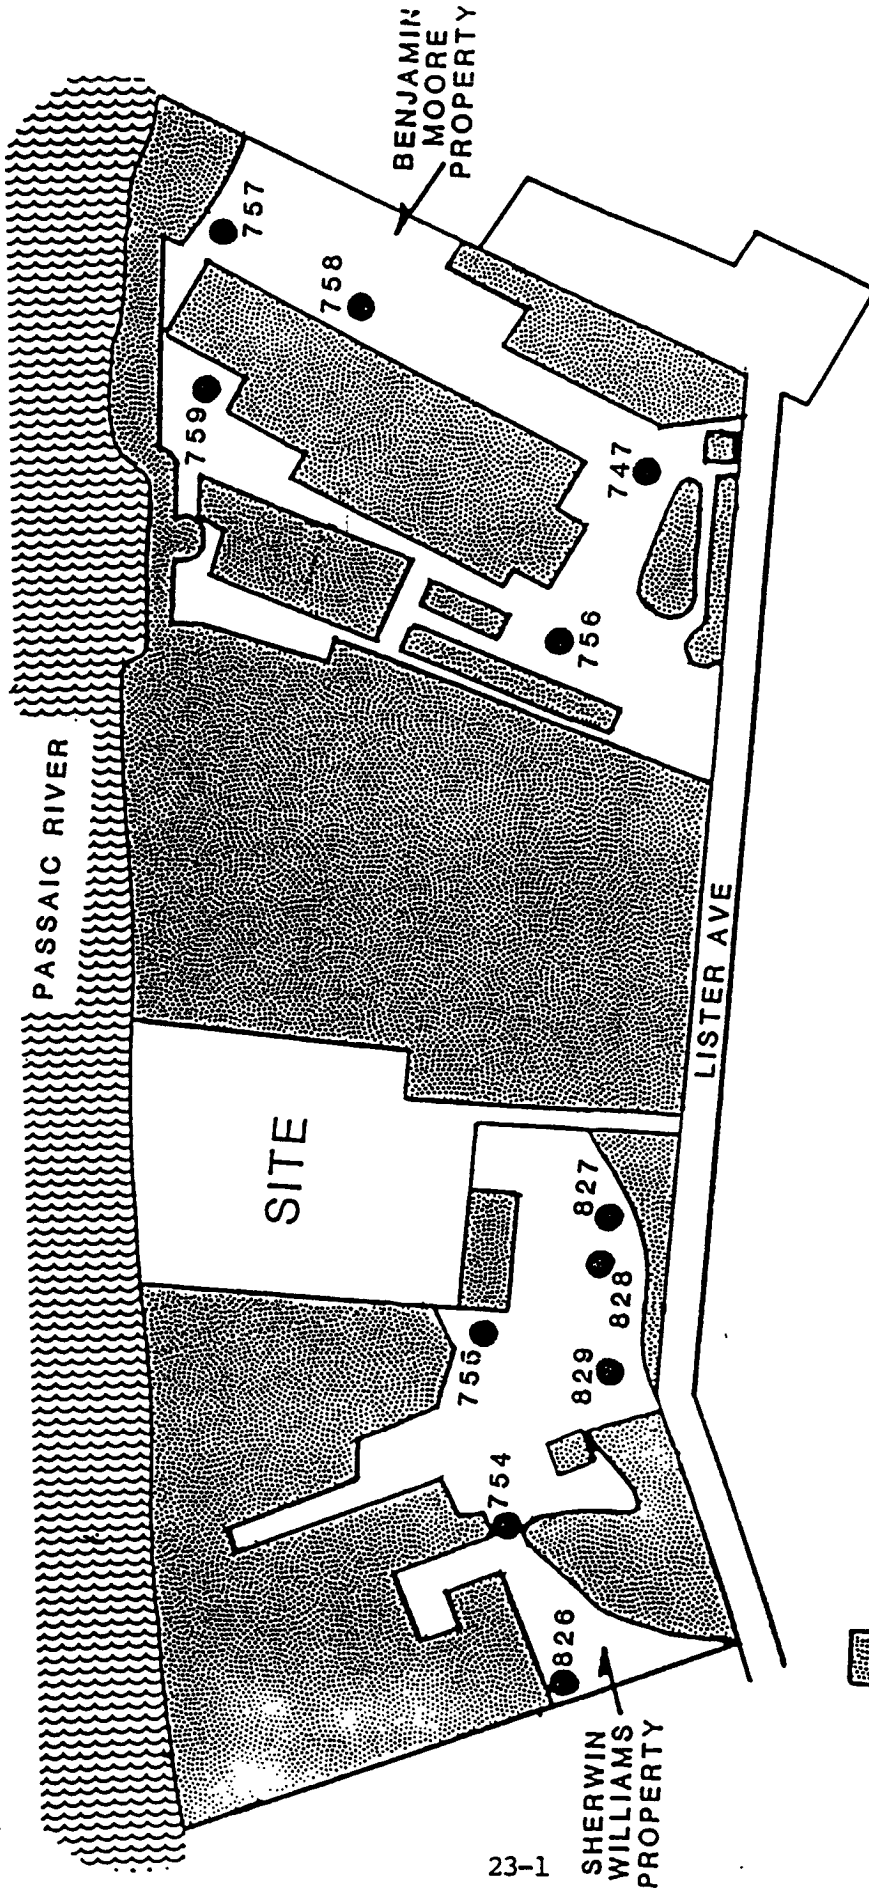 PASSAIC RIVER
BENJAMIN
MOORE
PROPERTY
757
758
759
747
756
SITE
LISTER AVE
755
827
828
829
754
826
SHERWIN
WILLIAMS
PROPERTY
23-1